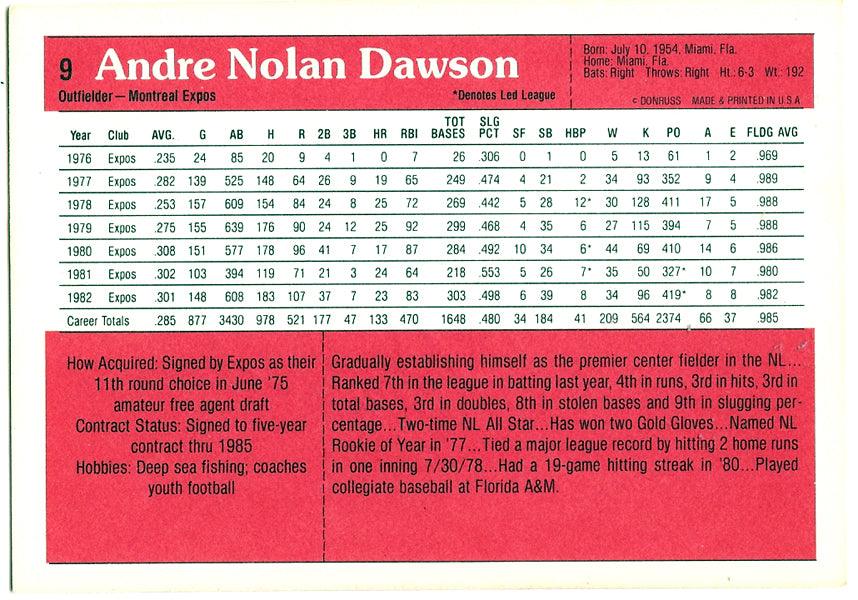 9 Andre Nolan Dawson
Outfielder—Montreal Expos *Denotes Led League
Born: July 10, 1954, Miami, Fla.
Home: Miami, Fla.
Bats: Right Throws: Right Ht.: 6-3 Wt.: 192
© DONRUSS MADE & PRINTED IN U.S.A.
Year Club AVG. G AB H R 2B 3B HR RBI TOT BASES SLG PCT SF SB HBP W K PO A E FLDG AVG
1976 Expos .235 24 85 20 9 4 1 0 7 26 .306 0 1 0 5 13 61 1 2 .969
1977 Expos .282 139 525 148 64 26 9 19 65 249 .474 4 21 2 34 93 352 9 4 .989
1978 Expos .253 157 609 154 84 24 8 25 72 269 .442 5 28 12* 30 128 411 17 5 .988
1979 Expos .275 155 639 176 90 24 12 25 92 299 .468 4 35 6 27 115 394 7 5 .988
1980 Expos .308 151 577 178 96 41 7 17 87 284 .492 10 34 6* 44 69 410 14 6 .986
1981 Expos .302 103 394 119 71 21 3 24 64 218 .553 5 26 7* 35 50 327* 10 7 .980
1982 Expos .301 148 608 183 107 37 7 23 83 303 .498 6 39 8 34 96 419* 8 8 .982
Career Totals .285 877 3430 978 521 177 47 133 470 1648 .480 34 184 41 209 564 2374 66 37 .985
How Acquired: Signed by Expos as their
11th round choice in June '75
amateur free agent draft
Contract Status: Signed to five-year
contract thru 1985
Hobbies: Deep sea fishing; coaches
youth football
Gradually establishing himself as the premier center fielder in the NL...
Ranked 7th in the league in batting last year, 4th in runs, 3rd in hits, 3rd in
total bases, 3rd in doubles, 8th in stolen bases and 9th in slugging per-
centage...Two-time NL All Star...Has won two Gold Gloves...Named NL
Rookie of Year in '77...Tied a major league record by hitting 2 home runs
in one inning 7/30/78...Had a 19-game hitting streak in '80...Played
collegiate baseball at Florida A&M.